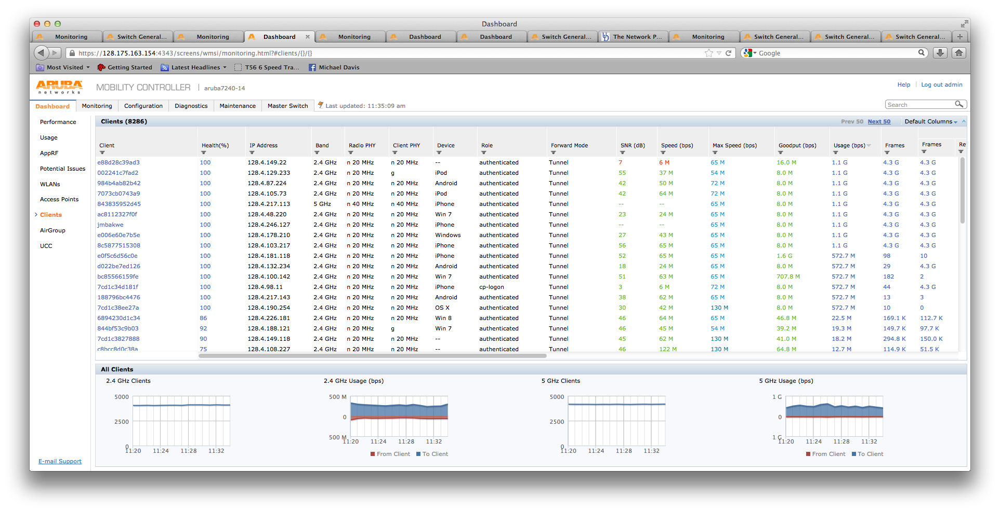 Dashboard
Monitoring Switch General... Monitoring Dashboard Monitoring Dashboard Dashboard Switch General... The Network P... Monitoring Switch General... Switch General... Switch General...
https://128.175.163.154:4343/screens/wmsi/monitoring.html?#clients/{}/{} Google
Most Visited Getting Started Latest Headlines T56 6 Speed Tra... Michael Davis
ARUBA networks MOBILITY CONTROLLER | aruba7240-14 Help | Log out admin
Dashboard Monitoring Configuration Diagnostics Maintenance Master Switch Last updated: 11:35:09 am Search
Performance
Usage
AppRF
Potential Issues
WLANs
Access Points
Clients
AirGroup
UCC
E-mail Support
Clients (8286) Prev 50 Next 50 Default Columns
Client Health(%) IP Address Band Radio PHY Client PHY Device Role Forward Mode SNR (dB) Speed (bps) Max Speed (bps) Goodput (bps) Usage (bps) Frames Frames Re
e88d28c39ad3 100 128.4.149.22 2.4 GHz n 20 MHz n 20 MHz -- authenticated Tunnel 7 6 M 65 M 16.0 M 1.1 G 4.3 G 4.3 G
002241c7fad2 100 128.4.129.233 2.4 GHz n 20 MHz g iPod authenticated Tunnel 55 37 M 54 M 8.0 M 1.1 G 4.3 G 4.3 G
984b4ab82b42 100 128.4.87.224 2.4 GHz n 20 MHz n 20 MHz Android authenticated Tunnel 42 50 M 72 M 8.0 M 1.1 G 4.3 G 4.3 G
7073cb0743a9 100 128.4.105.73 2.4 GHz n 20 MHz n 20 MHz iPod authenticated Tunnel 42 64 M 72 M 8.0 M 1.1 G 4.3 G 4.3 G
843835952d45 100 128.4.217.113 5 GHz n 40 MHz n 40 MHz iPhone authenticated Tunnel -- -- 65 M 8.0 M 1.1 G 4.3 G 4.3 G
ac8112327f0f 100 128.4.48.220 2.4 GHz n 20 MHz n 20 MHz Win 7 authenticated Tunnel 23 24 M 65 M 8.0 M 1.1 G 4.3 G 4.3 G
jmbakwe 100 128.4.246.127 2.4 GHz n 20 MHz n 20 MHz iPhone authenticated Tunnel -- -- 65 M 8.0 M 1.1 G 4.3 G 4.3 G
e006e60e7b5e 100 128.4.178.210 2.4 GHz n 20 MHz n 20 MHz Windows authenticated Tunnel 27 43 M 65 M 8.0 M 1.1 G 4.3 G 4.3 G
8c5877515308 100 128.4.103.217 2.4 GHz n 20 MHz n 20 MHz iPhone authenticated Tunnel 56 65 M 65 M 8.0 M 1.1 G 4.3 G 4.3 G
e0f5c6d56c0e 100 128.4.181.118 2.4 GHz n 20 MHz n 20 MHz iPhone authenticated Tunnel 52 65 M 65 M 1.6 G 572.7 M 98 10
d022be7ed126 100 128.4.132.234 2.4 GHz n 20 MHz n 20 MHz Android authenticated Tunnel 18 24 M 65 M 8.0 M 572.7 M 29 4.3 G
bc85566159fe 100 128.4.100.142 2.4 GHz n 20 MHz n 20 MHz Win 7 authenticated Tunnel 51 63 M 65 M 707.8 M 572.7 M 182 2
7cd1c34d181f 100 128.4.98.11 2.4 GHz n 20 MHz n 20 MHz iPhone cp-logon Tunnel 3 6 M 72 M 8.0 M 572.7 M 44 4.3 G
188796bc4476 100 128.4.217.143 2.4 GHz n 20 MHz n 20 MHz Android authenticated Tunnel 38 62 M 65 M 8.0 M 572.7 M 13 3
7cd1c38ee27a 100 128.4.190.254 2.4 GHz n 20 MHz n 20 MHz OS X authenticated Tunnel 30 42 M 130 M 8.0 M 572.7 M 10 0
6894230d1c34 86 128.4.226.181 2.4 GHz n 20 MHz n 20 MHz Win 8 authenticated Tunnel 46 64 M 65 M 46.8 M 22.5 M 169.1 K 112.7 K
844bf53c9b03 92 128.4.188.121 2.4 GHz n 20 MHz g Win 7 authenticated Tunnel 46 45 M 54 M 39.2 M 19.3 M 149.7 K 97.7 K
7cd1c3827888 90 128.4.149.118 2.4 GHz n 20 MHz n 20 MHz -- authenticated Tunnel 45 62 M 130 M 41.0 M 18.2 M 294.8 K 150.0 K
c8bcc8d0c38a 75 128.4.108.227 2.4 GHz n 20 MHz n 20 MHz -- authenticated Tunnel 46 122 M 130 M 64.8 M 12.7 M 114.9 K 51.5 K
All Clients
2.4 GHz Clients
5000
2500
0
11:20 11:24 11:28 11:32
2.4 GHz Usage (bps)
500 M
0
500 M
11:20 11:24 11:28 11:32
From Client To Client
5 GHz Clients
5000
2500
0
11:20 11:24 11:28 11:32
5 GHz Usage (bps)
1 G
0
1 G
11:20 11:24 11:28 11:32
From Client To Client